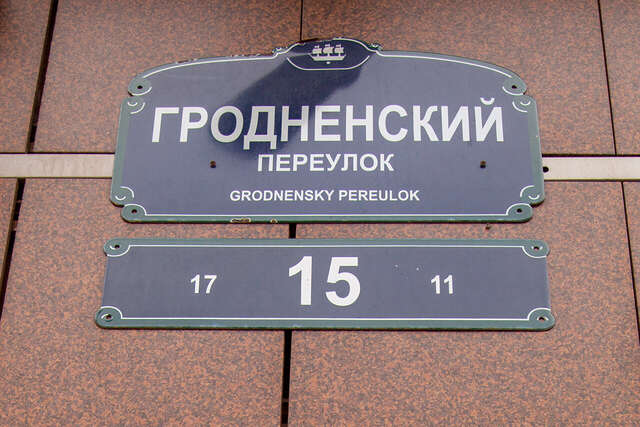 ГРОДНЕНСКИЙ
ПЕРЕУЛОК
GRODNENSKY PEREULOK
17 15 11